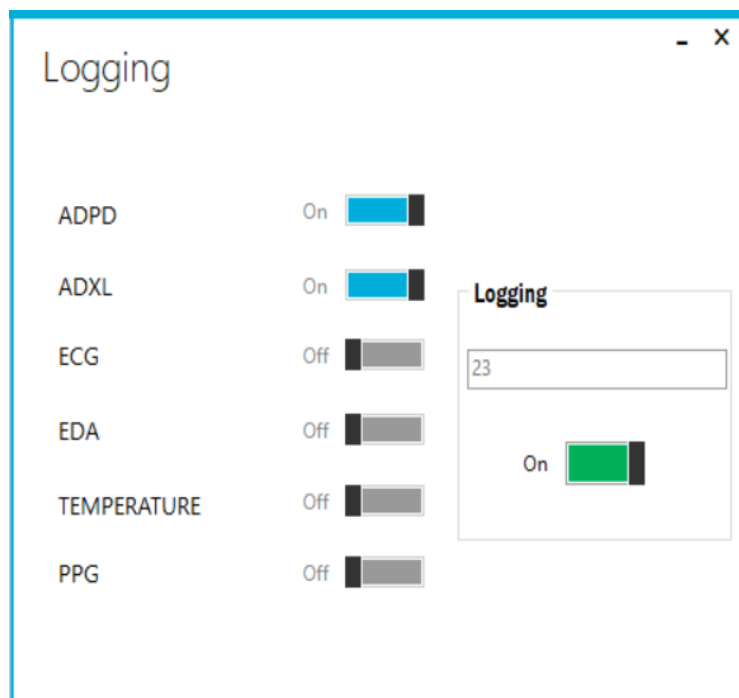 Logging
ADPD On
ADXL On
ECG Off
EDA Off
TEMPERATURE Off
PPG Off
Logging
23
On